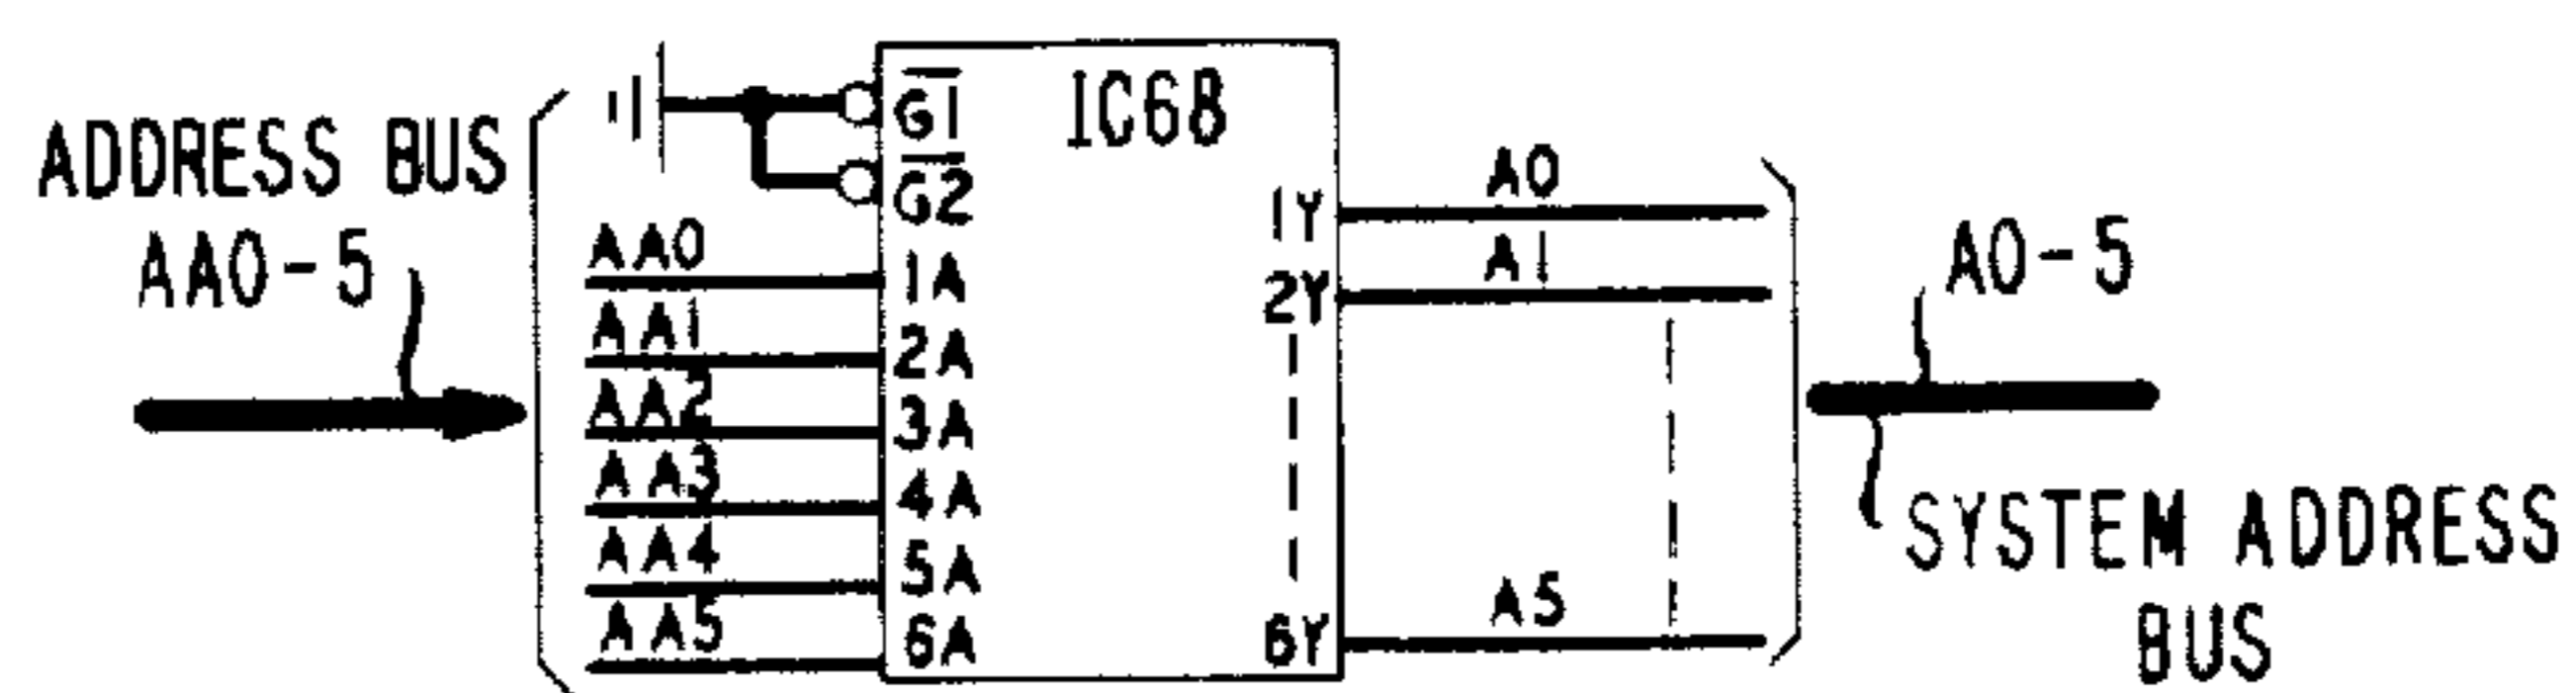 ADDRESS BUS
AA0-5
G1
G2
IC68
AA0
1A
AA1
2A
AA2
3A
AA3
4A
AA4
5A
AA5
6A
1Y
A0
2Y
A1
6Y
A5
A0-5
SYSTEM ADDRESS
BUS